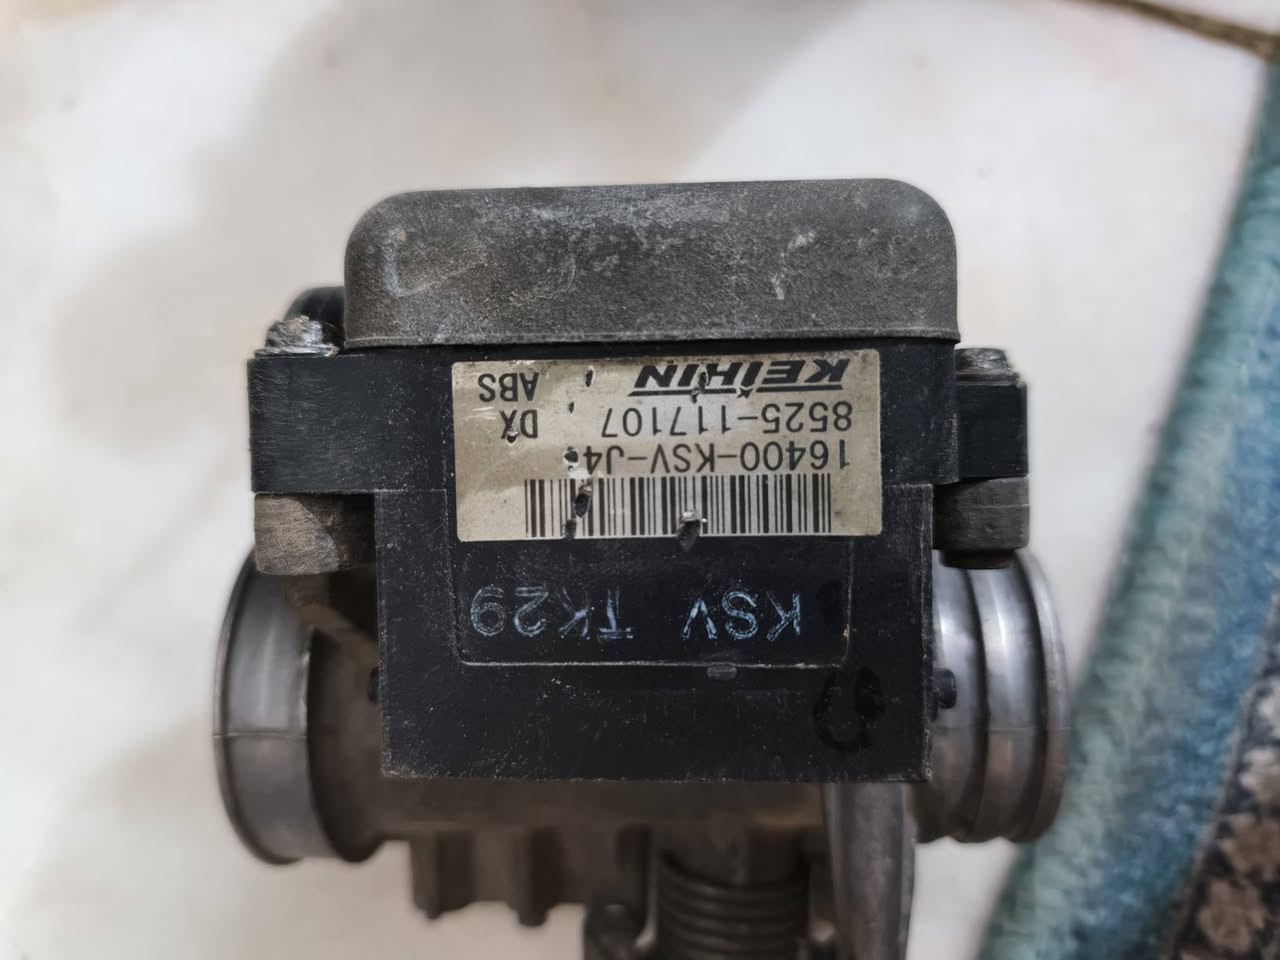 KEIHIN
ABS
8525-117107 DX
16400-KSV-J4
KSV TK29